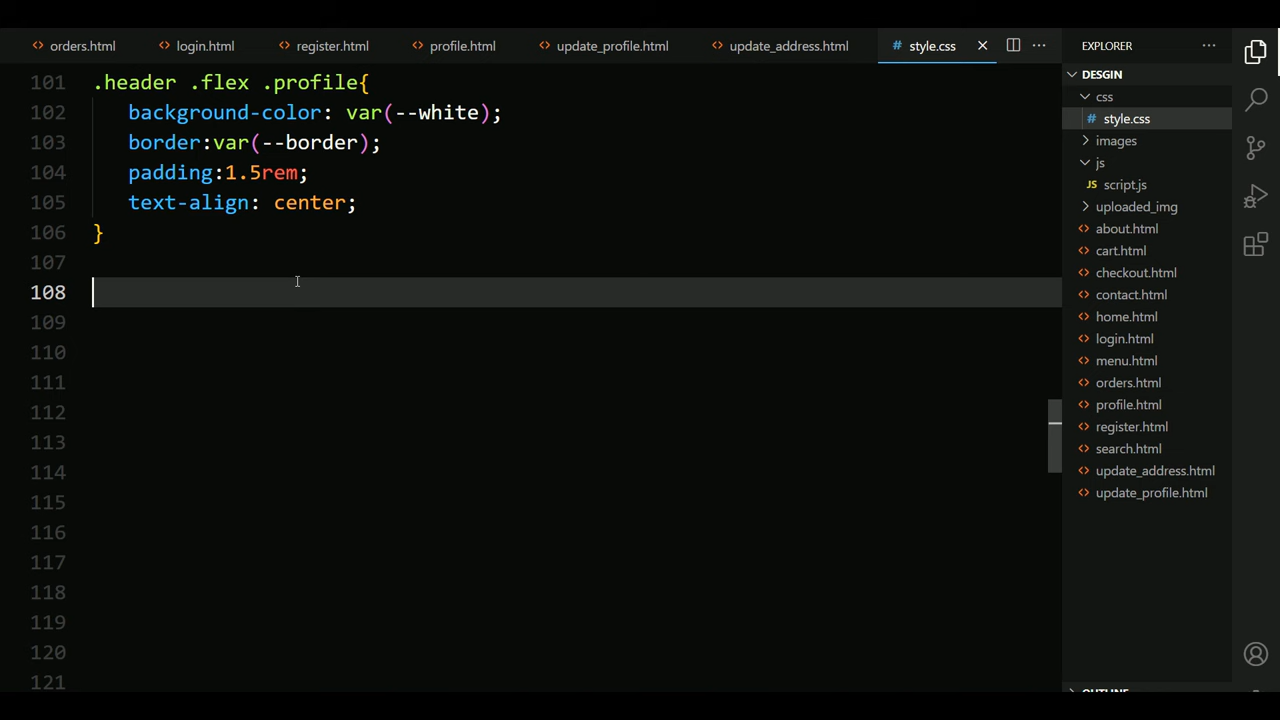 orders.html login.html register.html profile.html update_profile.html update_address.html # style.css
EXPLORER
101 .header .flex .profile{
102 background-color: var(--white);
103 border:var(--border);
104 padding:1.5rem;
105 text-align: center;
106 }
107
108
109
110
111
112
113
114
115
116
117
118
119
120
121
DESGIN
css
# style.css
images
js
JS script.js
uploaded_img
about.html
cart.html
checkout.html
contact.html
home.html
login.html
menu.html
orders.html
profile.html
register.html
search.html
update_address.html
update_profile.html
OUTLINE